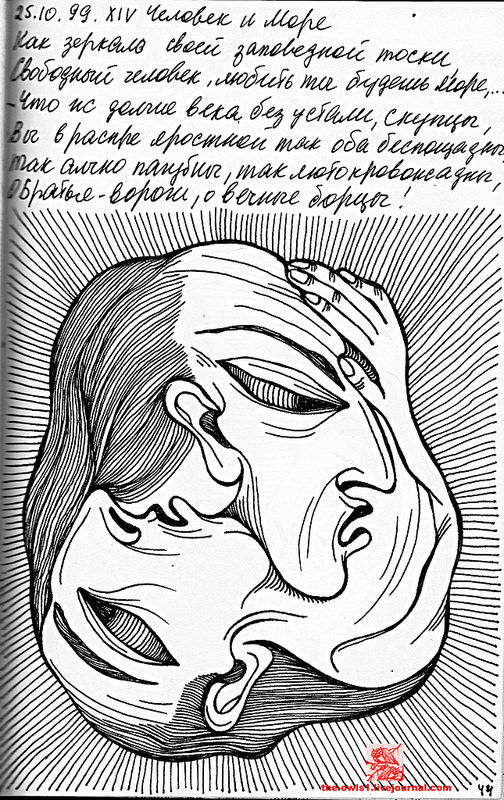 25.10.99. XIV Человек и Море
Как зеркало своей заповедной тоски
Свободный человек, любить ты будешь море,...
-Что ж долгие века без устали, скупцы,
Вы в распре яростной так оба беспощадны
Так алчно пагубны, так люто кровожадны,
О Братья-вороги, о вечные борцы!
the-owls1.livejournal.com